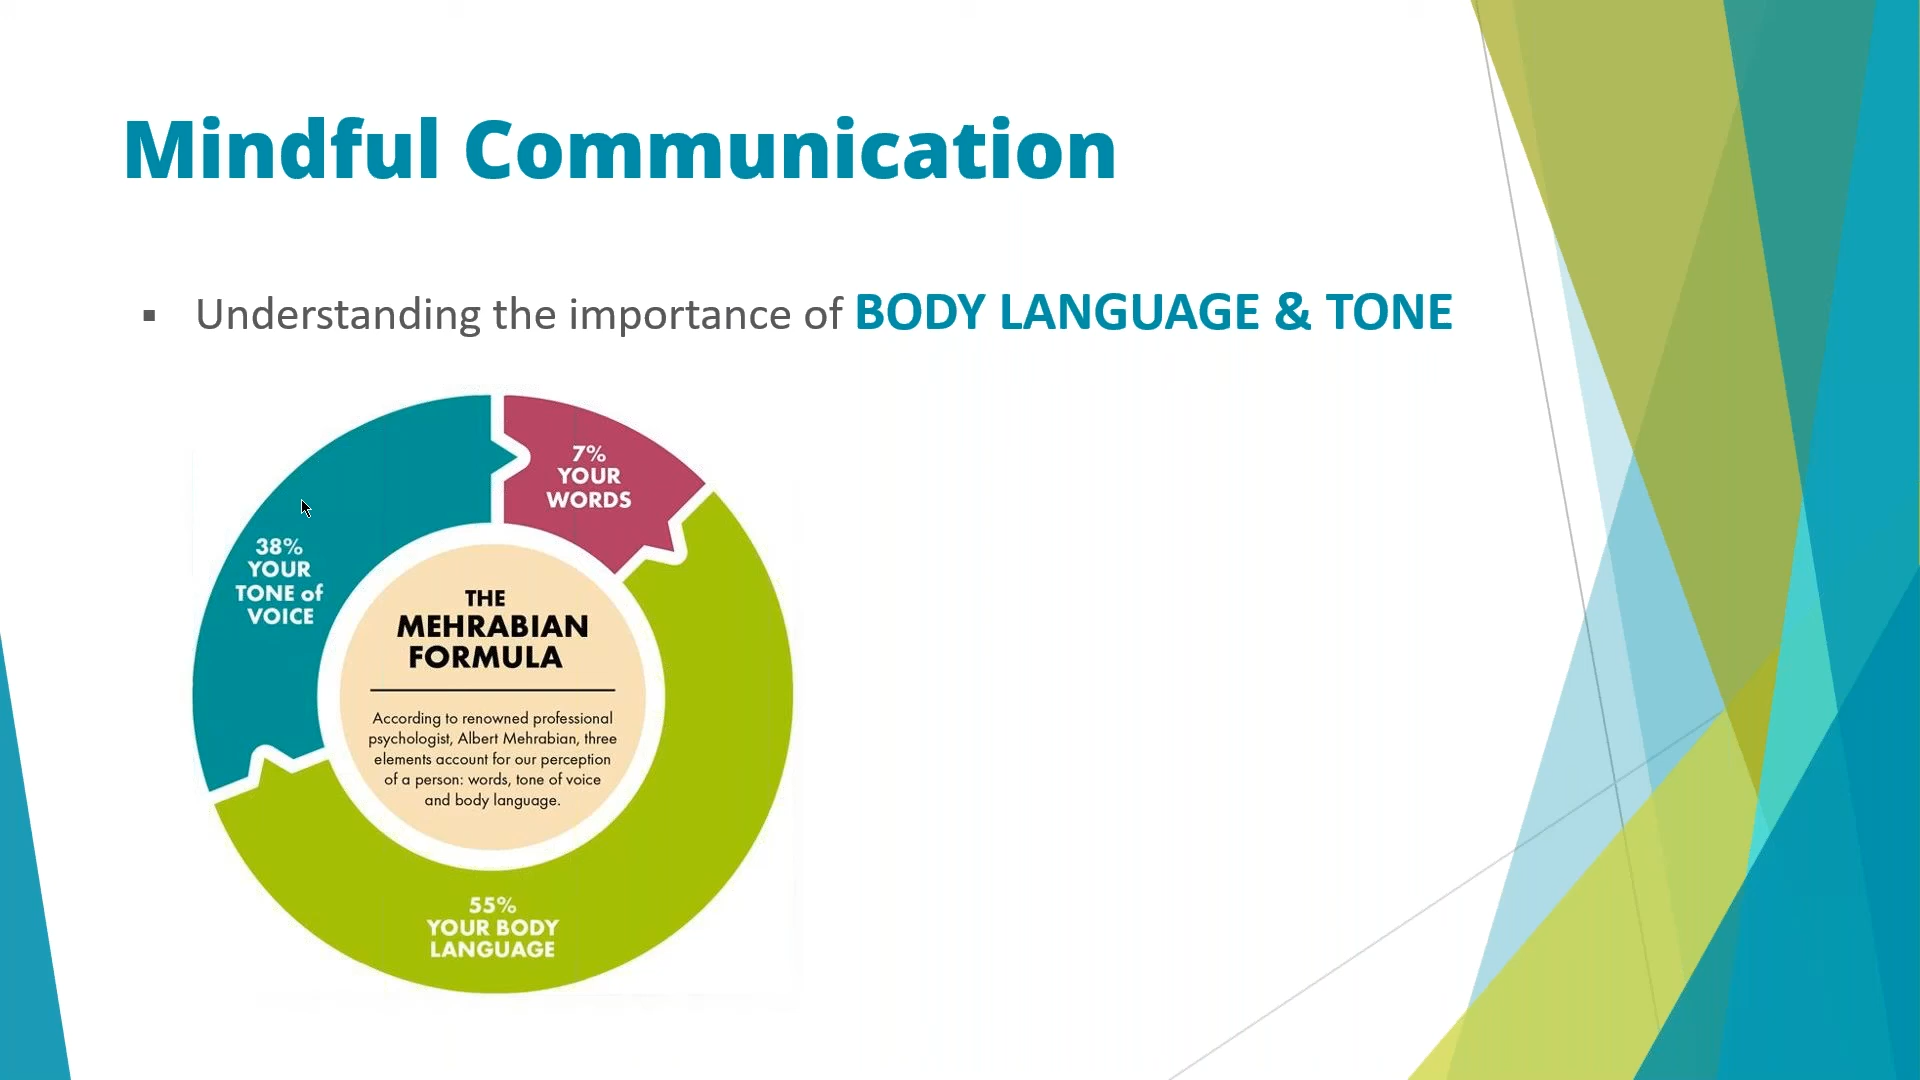 Mindful Communication
▪ Understanding the importance of BODY LANGUAGE & TONE
7%
YOUR
WORDS
38%
YOUR
TONE of
VOICE
THE
MEHRABIAN
FORMULA
According to renowned professional
psychologist, Albert Mehrabian, three
elements account for our perception
of a person: words, tone of voice
and body language.
55%
YOUR BODY
LANGUAGE